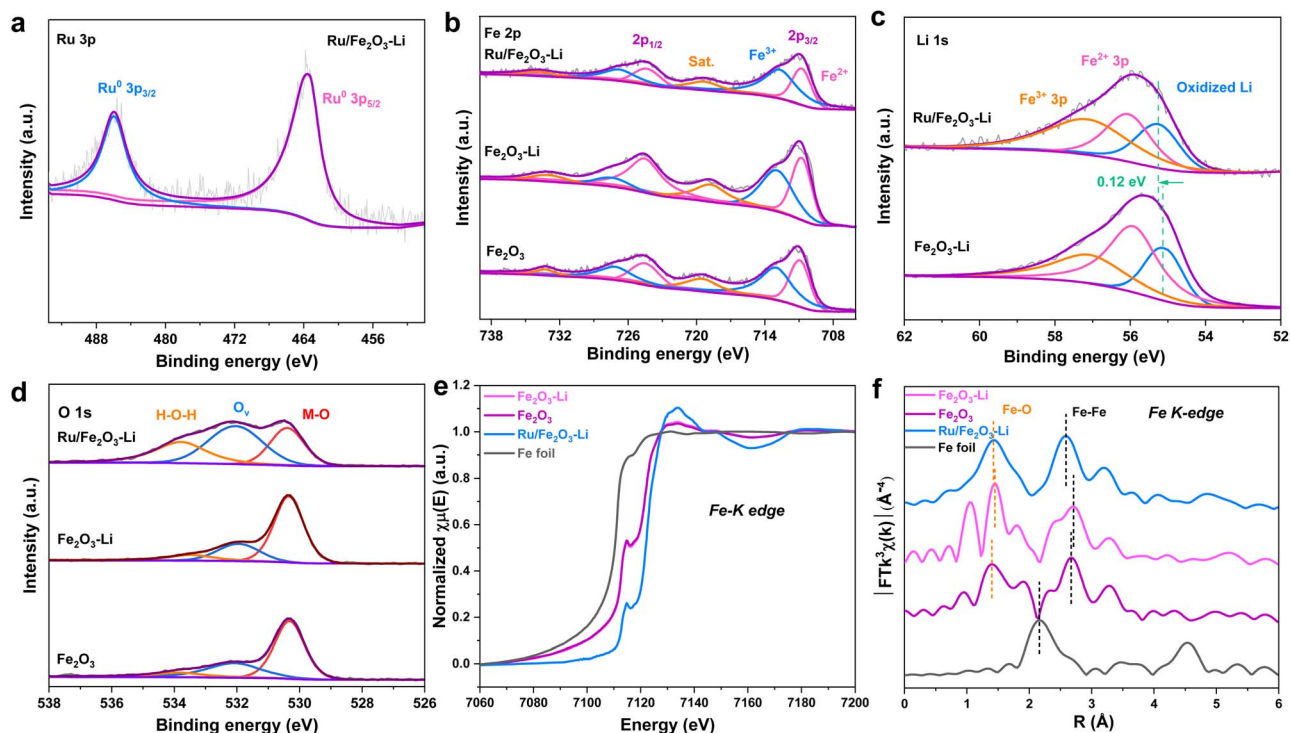 a
Ru 3p
Ru/Fe₂O₃-Li
Ru⁰ 3p₃/₂
Ru⁰ 3p₅/₂
Intensity (a.u.)
488 480 472 464 456
Binding energy (eV)
b
Fe 2p
Ru/Fe₂O₃-Li
2p₁/₂
2p₃/₂
Sat.
Fe³⁺
Fe²⁺
Fe₂O₃-Li
Fe₂O₃
Intensity (a.u.)
738 732 726 720 714 708
Binding energy (eV)
c
Li 1s
Fe²⁺ 3p
Fe³⁺ 3p
Oxidized Li
Ru/Fe₂O₃-Li
0.12 eV
Fe₂O₃-Li
Intensity (a.u.)
62 60 58 56 54 52
Binding energy (eV)
d
O 1s
H-O-H
Oᵥ
M-O
Ru/Fe₂O₃-Li
Fe₂O₃-Li
Fe₂O₃
Intensity (a.u.)
538 536 534 532 530 528 526
Binding energy (eV)
e
Fe₂O₃-Li
Fe₂O₃
Ru/Fe₂O₃-Li
Fe foil
Fe-K edge
Normalized χμ(E) (a.u.)
1.2
1.0
0.8
0.6
0.4
0.2
0.0
7060 7080 7100 7120 7140 7160 7180 7200
Energy (eV)
f
Fe₂O₃-Li
Fe₂O₃
Ru/Fe₂O₃-Li
Fe foil
Fe-O
Fe-Fe
Fe K-edge
|FTk³χ(k)| (Å⁻⁴)
0 1 2 3 4 5 6
R (Å)